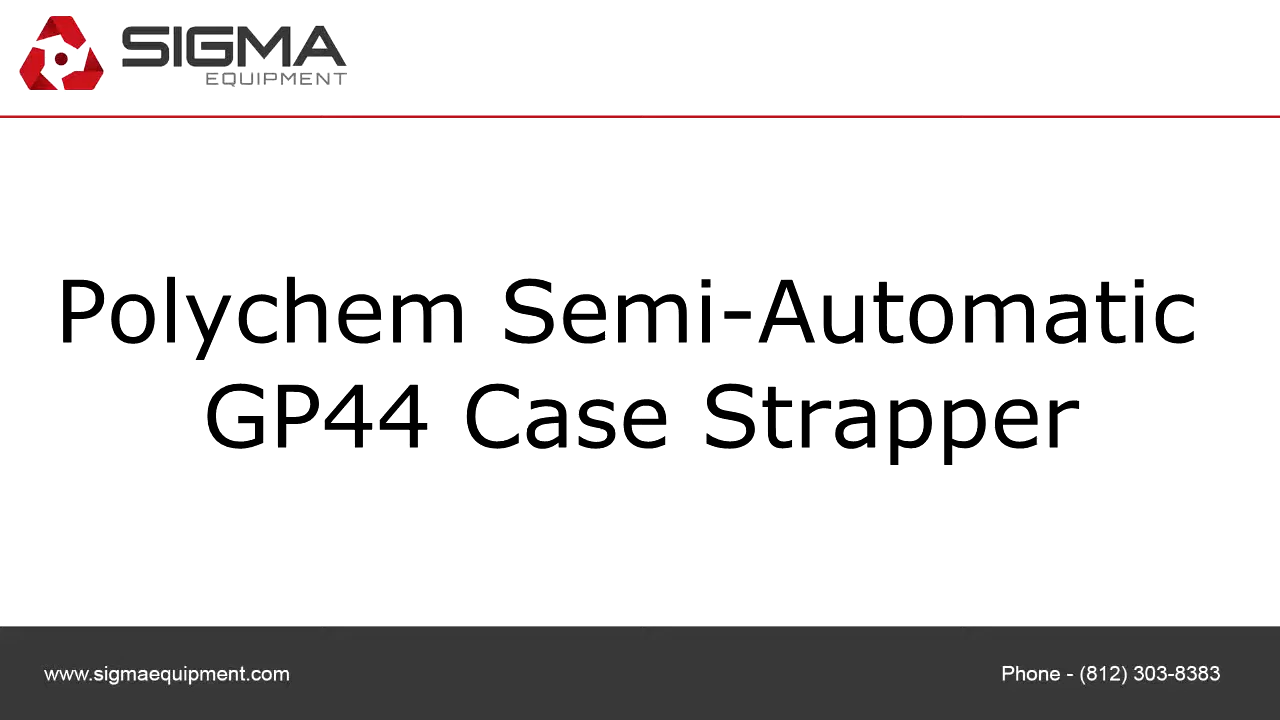 SIGMA
EQUIPMENT
Polychem Semi-Automatic
GP44 Case Strapper
www.sigmaequipment.com
Phone - (812) 303-8383